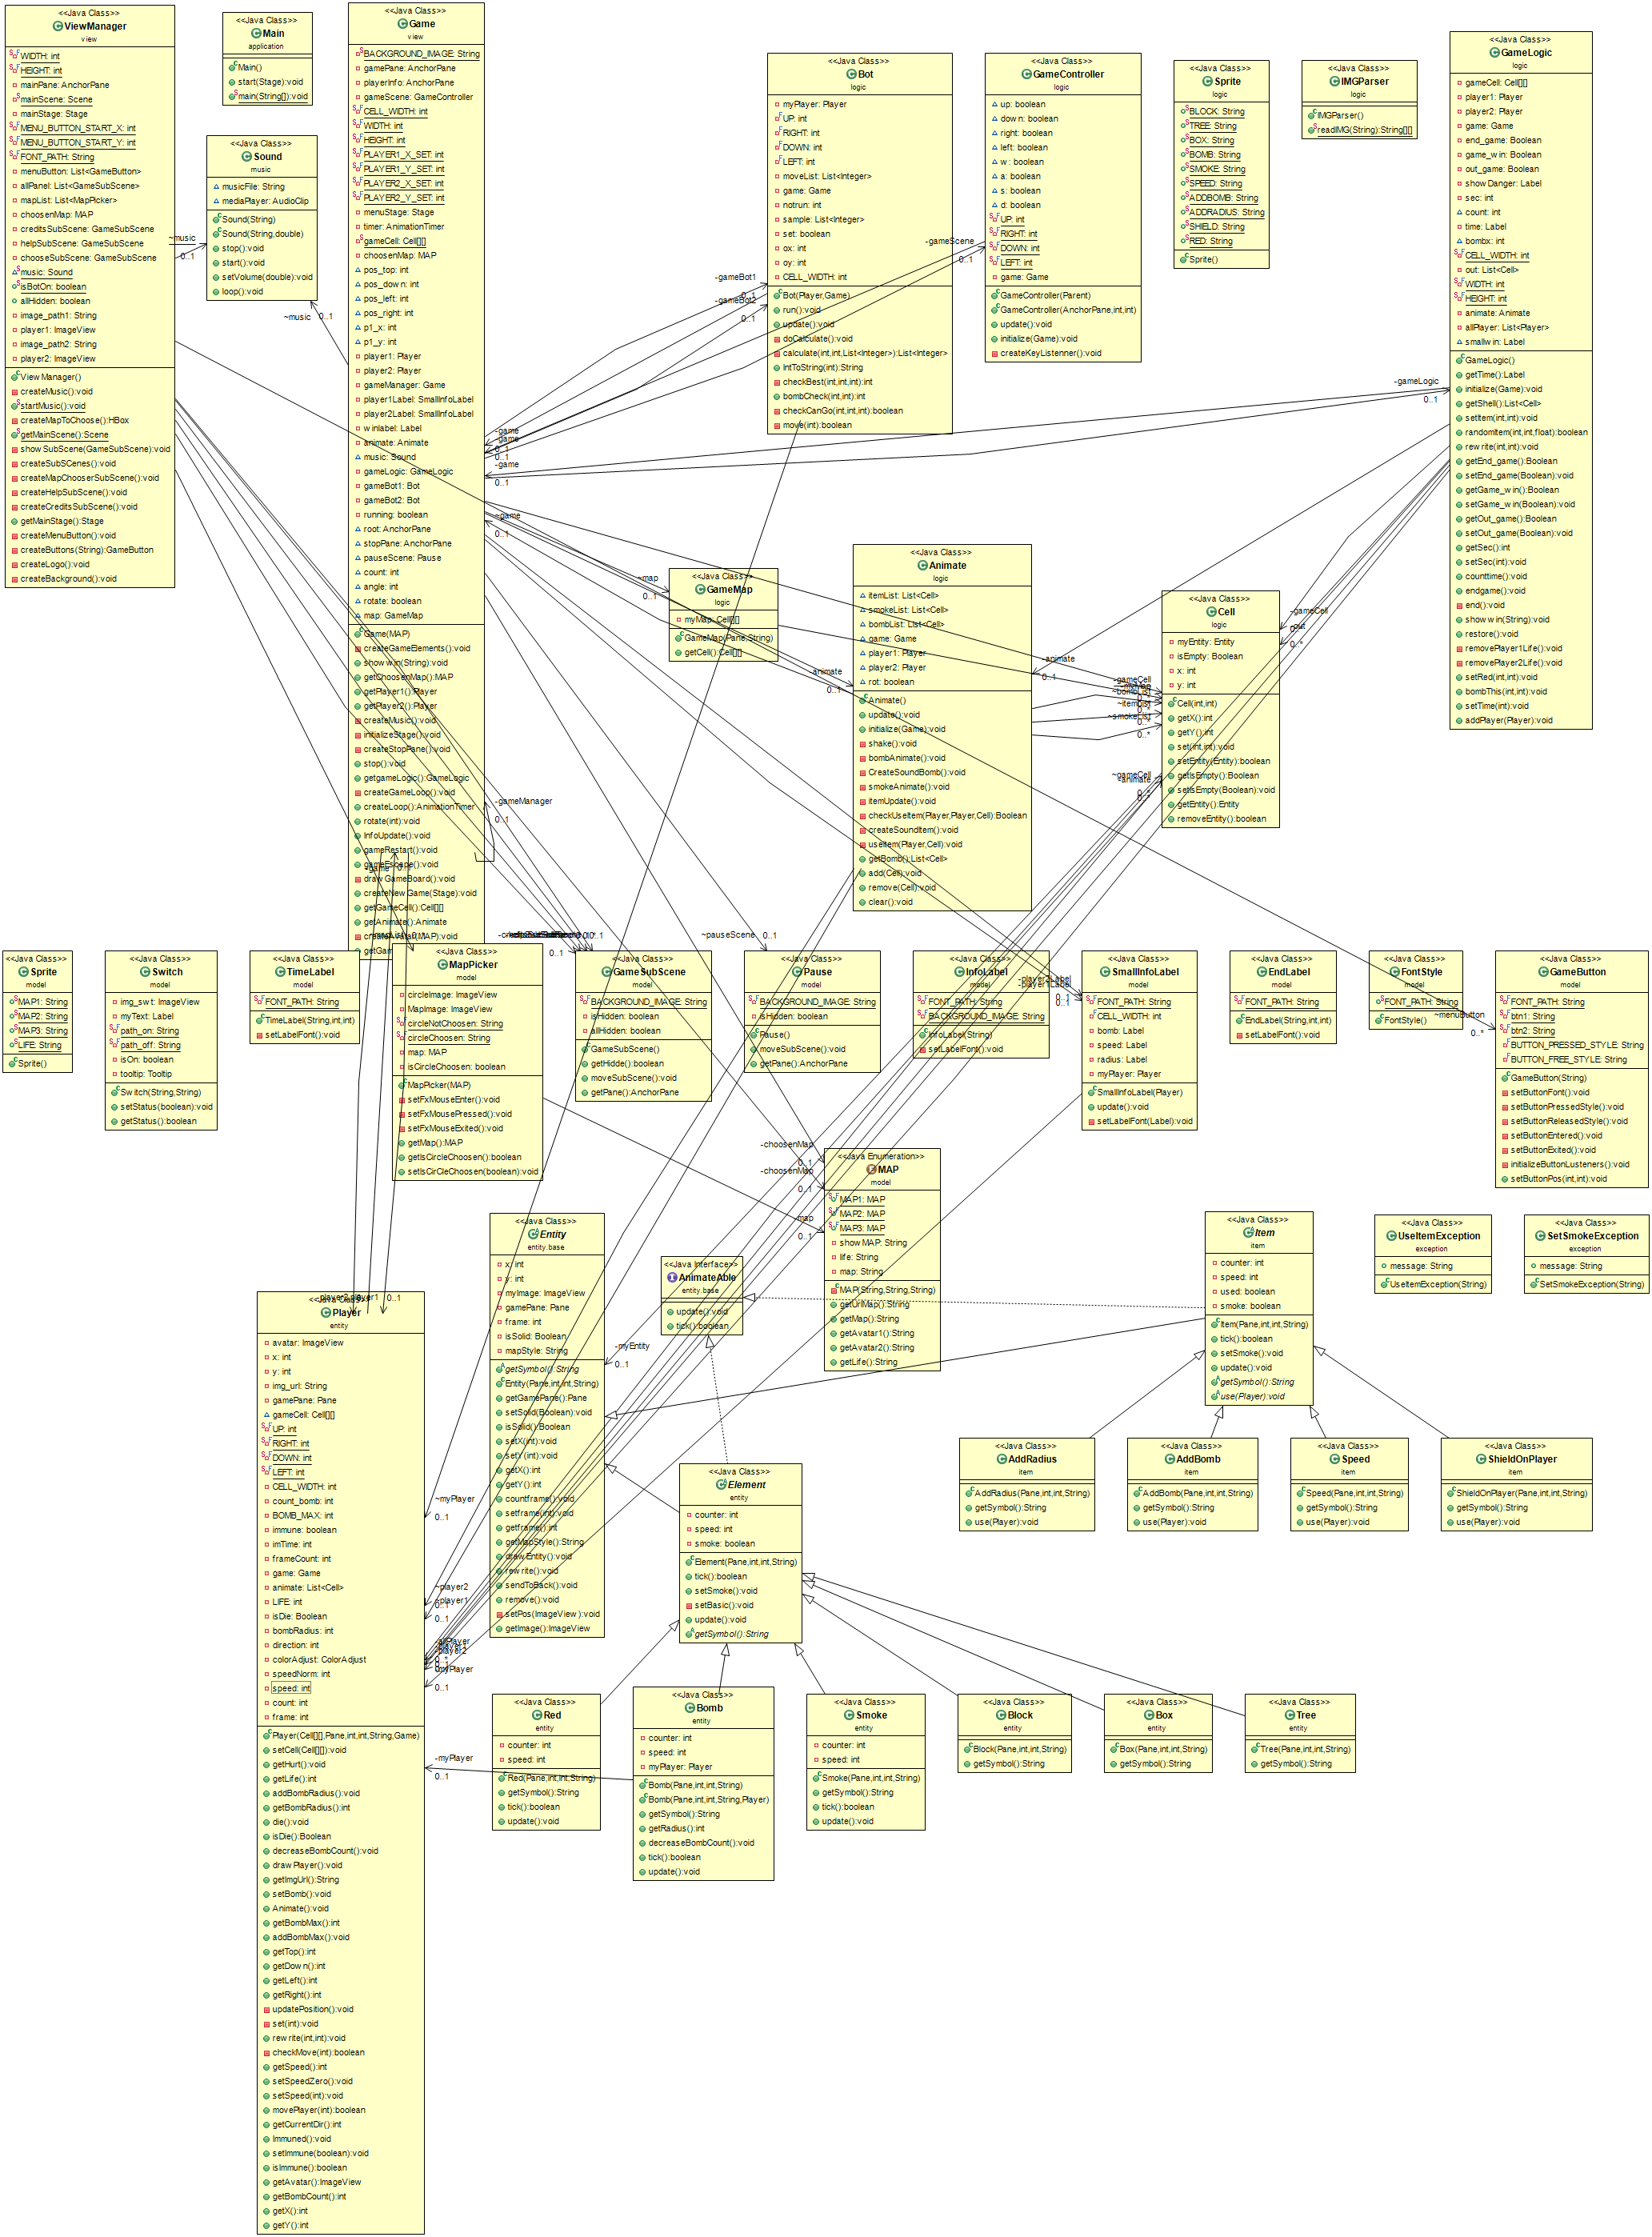 <<Java Class>>
ViewManager
view
WIDTH: int
HEIGHT: int
mainPane: AnchorPane
mainScene: Scene
mainStage: Stage
MENU_BUTTON_START_X: int
MENU_BUTTON_START_Y: int
FONT_PATH: String
menuButton: List<GameButton>
allPanel: List<GameSubScene>
mapList: List<MapPicker>
choosenMap: MAP
creditsSubScene: GameSubScene
helpSubScene: GameSubScene
chooseSubScene: GameSubScene
music: Sound
isBotOn: boolean
allHidden: boolean
image_path1: String
player1: ImageView
image_path2: String
player2: ImageView
ViewManager()
createMusic():void
startMusic():void
createMapToChoose():HBox
getMainScene():Scene
showSubScene(GameSubScene):void
createSubSCenes():void
createMapChooserSubScene():void
createHelpSubScene():void
createCreditsSubScene():void
getMainStage():Stage
createMenuButton():void
createButtons(String):GameButton
createLogo():void
createBackground():void
<<Java Class>>
Main
application
Main()
start(Stage):void
main(String[]):void
<<Java Class>>
Sound
music
musicFile: String
mediaPlayer: AudioClip
Sound(String)
Sound(String,double)
stop():void
start():void
setVolume(double):void
loop():void
~music
0..1
~music 0..1
<<Java Class>>
Game
view
BACKGROUND_IMAGE: String
gamePane: AnchorPane
playerInfo: AnchorPane
gameScene: GameController
CELL_WIDTH: int
WIDTH: int
HEIGHT: int
PLAYER1_X_SET: int
PLAYER1_Y_SET: int
PLAYER2_X_SET: int
PLAYER2_Y_SET: int
menuStage: Stage
timer: AnimationTimer
gameCell: Cell[][]
choosenMap: MAP
pos_top: int
pos_down: int
pos_left: int
pos_right: int
p1_x: int
p1_y: int
player1: Player
player2: Player
gameManager: Game
player1Label: SmallInfoLabel
player2Label: SmallInfoLabel
winlabel: Label
animate: Animate
music: Sound
gameLogic: GameLogic
gameBot1: Bot
gameBot2: Bot
running: boolean
root: AnchorPane
stopPane: AnchorPane
pauseScene: Pause
count: int
angle: int
rotate: boolean
map: GameMap
Game(MAP)
createGameElements():void
showwin(String):void
getChoosenMap():MAP
getPlayer1():Player
getPlayer2():Player
createMusic():void
initializeStage():void
createStopPane():void
stop():void
getgameLogic():GameLogic
createGameLoop():void
createLoop():AnimationTimer
rotate(int):void
InfoUpdate():void
gameRestart():void
gameEscape():void
drawGameBoard():void
createNewGame(Stage):void
getGameCell():Cell[][]
getAnimate():Animate
createAvatar(MAP):void
<<Java Class>>
Bot
logic
myPlayer: Player
UP: int
RIGHT: int
DOWN: int
LEFT: int
moveList: List<Integer>
game: Game
notrun: int
sample: List<Integer>
set: boolean
ox: int
oy: int
CELL_WIDTH: int
Bot(Player,Game)
run():void
update():void
doCalculate():void
calculate(int,int,List<Integer>):List<Integer>
IntToString(int):String
checkBest(int,int,int):int
bombCheck(int,int):int
checkCanGo(int,int,int):boolean
move(int):boolean
<<Java Class>>
GameController
logic
up: boolean
down: boolean
right: boolean
left: boolean
w: boolean
a: boolean
s: boolean
d: boolean
UP: int
RIGHT: int
DOWN: int
LEFT: int
game: Game
GameController(Parent)
GameController(AnchorPane,int,int)
update():void
initialize(Game):void
createKeyListenner():void
<<Java Class>>
Sprite
logic
BLOCK: String
TREE: String
BOX: String
BOMB: String
SMOKE: String
SPEED: String
ADDBOMB: String
ADDRADIUS: String
SHIELD: String
RED: String
Sprite()
<<Java Class>>
IMGParser
logic
IMGParser()
readIMG(String):String[][]
<<Java Class>>
GameLogic
logic
gameCell: Cell[][]
player1: Player
player2: Player
game: Game
end_game: Boolean
game_win: Boolean
out_game: Boolean
showDanger: Label
sec: int
count: int
time: Label
bombx: int
CELL_WIDTH: int
out: List<Cell>
WIDTH: int
HEIGHT: int
animate: Animate
allPlayer: List<Player>
smallwin: Label
GameLogic()
getTime():Label
initialize(Game):void
getShell():List<Cell>
setItem(int,int):void
randomItem(int,int,float):boolean
rewrite(int,int):void
getEnd_game():Boolean
setEnd_game(Boolean):void
getGame_win():Boolean
setGame_win(Boolean):void
getOut_game():Boolean
setOut_game(Boolean):void
getSec():int
setSec(int):void
counttime():void
endgame():void
end():void
showwin(String):void
restore():void
removePlayer1Life():void
removePlayer2Life():void
setRed(int,int):void
bombThis(int,int):void
setTime(int):void
addPlayer(Player):void
-gameScene
0..1
-gameBot1
-gameBot2
0..1
-gameLogic
0..1
-game
-game
0..1
~game
0..1
~map
0..1
<<Java Class>>
GameMap
logic
myMap: Cell[][]
GameMap(Pane,String)
getCell():Cell[][]
<<Java Class>>
Animate
logic
itemList: List<Cell>
smokeList: List<Cell>
bombList: List<Cell>
game: Game
player1: Player
player2: Player
rot: boolean
Animate()
update():void
initialize(Game):void
shake():void
bombAnimate():void
CreateSoundBomb():void
smokeAnimate():void
itemUpdate():void
checkUseItem(Player,Player,Cell):Boolean
createSoundItem():void
useItem(Player,Cell):void
getBomb():List<Cell>
add(Cell):void
remove(Cell):void
clear():void
<<Java Class>>
Cell
logic
myEntity: Entity
isEmpty: Boolean
x: int
y: int
Cell(int,int)
getX():int
getY():int
set(int,int):void
setEntity(Entity):boolean
getIsEmpty():Boolean
setIsEmpty(Boolean):void
getEntity():Entity
removeEntity():boolean
-gameCell
0..*
-animate
0..1
-gameCell
~smokeList
0..*
~gameCell
-animate
-gameManager
0..1
~pauseScene 0..1
<<Java Class>>
Sprite
model
MAP1: String
MAP2: String
MAP3: String
LIFE: String
Sprite()
<<Java Class>>
Switch
model
img_swt: ImageView
myText: Label
path_on: String
path_off: String
isOn: boolean
tooltip: Tooltip
Switch(String,String)
setStatus(boolean):void
getStatus():boolean
<<Java Class>>
TimeLabel
model
FONT_PATH: String
TimeLabel(String,int,int)
setLabelFont():void
<<Java Class>>
MapPicker
model
circleImage: ImageView
MapImage: ImageView
circleNotChoosen: String
circleChoosen: String
map: MAP
isCircleChoosen: boolean
MapPicker(MAP)
setFxMouseEnter():void
setFxMousePressed():void
setFxMouseExited():void
getMap():MAP
getIsCircleChoosen():boolean
setIsCircleChoosen(boolean):void
<<Java Class>>
GameSubScene
model
BACKGROUND_IMAGE: String
isHidden: boolean
allHidden: boolean
GameSubScene()
getHidde():boolean
moveSubScene():void
getPane():AnchorPane
<<Java Class>>
Pause
model
BACKGROUND_IMAGE: String
isHidden: boolean
Pause()
moveSubScene():void
getPane():AnchorPane
<<Java Class>>
InfoLabel
model
FONT_PATH: String
BACKGROUND_IMAGE: String
InfoLabel(String)
setLabelFont():void
-player2Label
-player1Label
0..1
<<Java Class>>
SmallInfoLabel
model
FONT_PATH: String
CELL_WIDTH: int
bomb: Label
speed: Label
radius: Label
myPlayer: Player
SmallInfoLabel(Player)
update():void
setLabelFont(Label):void
<<Java Class>>
EndLabel
model
FONT_PATH: String
EndLabel(String,int,int)
setLabelFont():void
<<Java Class>>
FontStyle
model
FONT_PATH: String
FontStyle()
~menuButton
0..*
<<Java Class>>
GameButton
model
FONT_PATH: String
btn1: String
btn2: String
BUTTON_PRESSED_STYLE: String
BUTTON_FREE_STYLE: String
GameButton(String)
setButtonFont():void
setButtonPressedStyle():void
setButtonReleasedStyle():void
setButtonEntered():void
setButtonExited():void
initializeButtonLusteners():void
setButtonPos(int,int):void
-choosenMap
0..1
-choosenMap
0..1
-map
0..1
<<Java Enumeration>>
MAP
model
MAP1: MAP
MAP2: MAP
MAP3: MAP
showMAP: String
life: String
map: String
MAP(String,String,String)
getUrlMap():String
getMap():String
getAvatar1():String
getAvatar2():String
getLife():String
<<Java Class>>
Entity
entity.base
x: int
y: int
myImage: ImageView
gamePane: Pane
frame: int
isSolid: Boolean
mapStyle: String
getSymbol():String
Entity(Pane,int,int,String)
getGamePane():Pane
setSolid(Boolean):void
isSolid():Boolean
setX(int):void
setY(int):void
getX():int
getY():int
countframe():void
setframe(int):void
getframe():int
getMapStyle():String
drawEntity():void
rewrite():void
sendToBack():void
remove():void
setPos(ImageView):void
getImage():ImageView
<<Java Interface>>
AnimateAble
entity.base
update():void
tick():boolean
-myEntity
0..1
<<Java Class>>
Item
item
counter: int
speed: int
used: boolean
smoke: boolean
Item(Pane,int,int,String)
tick():boolean
setSmoke():void
update():void
getSymbol():String
use(Player):void
<<Java Class>>
UseItemException
exception
message: String
UseItemException(String)
<<Java Class>>
SetSmokeException
exception
message: String
SetSmokeException(String)
<<Java Class>>
AddRadius
item
AddRadius(Pane,int,int,String)
getSymbol():String
use(Player):void
<<Java Class>>
AddBomb
item
AddBomb(Pane,int,int,String)
getSymbol():String
use(Player):void
<<Java Class>>
Speed
item
Speed(Pane,int,int,String)
getSymbol():String
use(Player):void
<<Java Class>>
ShieldOnPlayer
item
ShieldOnPlayer(Pane,int,int,String)
getSymbol():String
use(Player):void
<<Java Class>>
Element
entity
counter: int
speed: int
smoke: boolean
Element(Pane,int,int,String)
tick():boolean
setSmoke():void
setBasic():void
update():void
getSymbol():String
<<Java Class>>
Player
entity
avatar: ImageView
x: int
y: int
img_url: String
gamePane: Pane
gameCell: Cell[][]
UP: int
RIGHT: int
DOWN: int
LEFT: int
CELL_WIDTH: int
count_bomb: int
BOMB_MAX: int
immune: boolean
imTime: int
frameCount: int
game: Game
animate: List<Cell>
LIFE: int
isDie: Boolean
bombRadius: int
direction: int
colorAdjust: ColorAdjust
speedNorm: int
speed: int
count: int
frame: int
Player(Cell[][],Pane,int,int,String,Game)
setCell(Cell[][]):void
getHurt():void
getLife():int
addBombRadius():void
getBombRadius():int
die():void
isDie():Boolean
decreaseBombCount():void
drawPlayer():void
getImgUrl():String
setBomb():void
Animate():void
getBombMax():int
addBombMax():void
getTop():int
getDown():int
getLeft():int
getRight():int
updatePosition():void
set(int):void
rewrite(int,int):void
checkMove(int):boolean
getSpeed():int
setSpeedZero():void
setSpeed(int):void
movePlayer(int):boolean
getCurrentDir():int
Immuned():void
setImmune(boolean):void
isImmune():boolean
getAvatar():ImageView
getBombCount():int
getX():int
getY():int
~myPlayer
0..1
~player2
~player1
0..1
-myPlayer
0..1
-myPlayer
0..1
<<Java Class>>
Red
entity
counter: int
speed: int
Red(Pane,int,int,String)
getSymbol():String
tick():boolean
update():void
<<Java Class>>
Bomb
entity
counter: int
speed: int
myPlayer: Player
Bomb(Pane,int,int,String)
Bomb(Pane,int,int,String,Player)
getSymbol():String
getRadius():int
decreaseBombCount():void
tick():boolean
update():void
<<Java Class>>
Smoke
entity
counter: int
speed: int
Smoke(Pane,int,int,String)
getSymbol():String
tick():boolean
update():void
<<Java Class>>
Block
entity
Block(Pane,int,int,String)
getSymbol():String
<<Java Class>>
Box
entity
Box(Pane,int,int,String)
getSymbol():String
<<Java Class>>
Tree
entity
Tree(Pane,int,int,String)
getSymbol():String